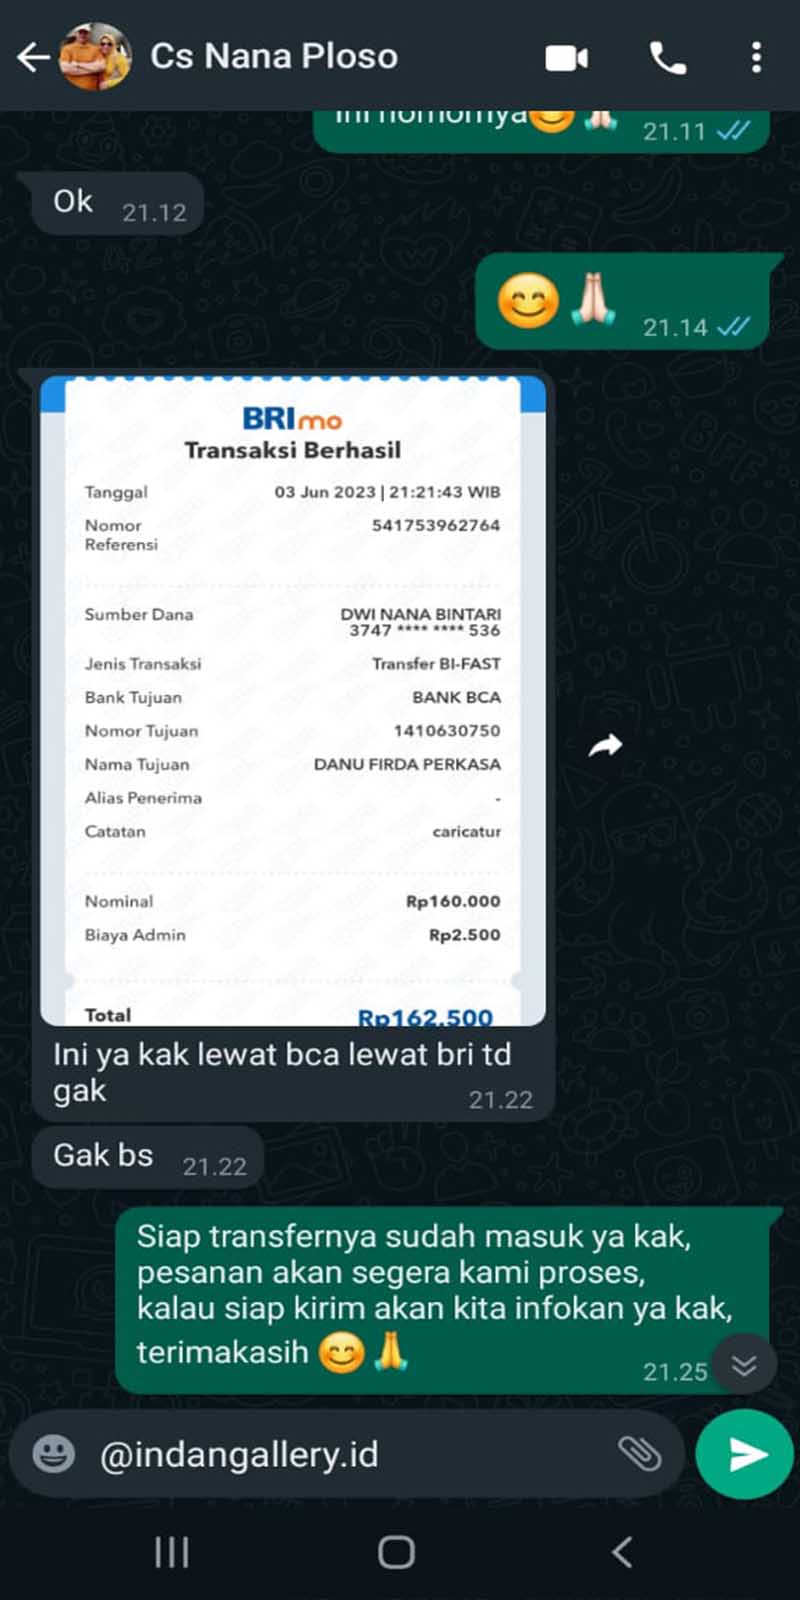 Cs Nana Ploso
Ini nomornya😊🙏🏻 21.11
Ok 21.12
😊🙏🏻 21.14
BRImo
Transaksi Berhasil
Tanggal 03 Jun 2023 | 21:21:43 WIB
Nomor Referensi 541753962764
Sumber Dana DWI NANA BINTARI
3747 **** **** 536
Jenis Transaksi Transfer BI-FAST
Bank Tujuan BANK BCA
Nomor Tujuan 1410630750
Nama Tujuan DANU FIRDA PERKASA
Alias Penerima -
Catatan caricatur
Nominal Rp160.000
Biaya Admin Rp2.500
Total Rp162.500
Ini ya kak lewat bca lewat bri td
gak 21.22
Gak bs 21.22
Siap transfernya sudah masuk ya kak,
pesanan akan segera kami proses,
kalau siap kirim akan kita infokan ya kak,
terimakasih 😊🙏 21.25
@indangallery.id